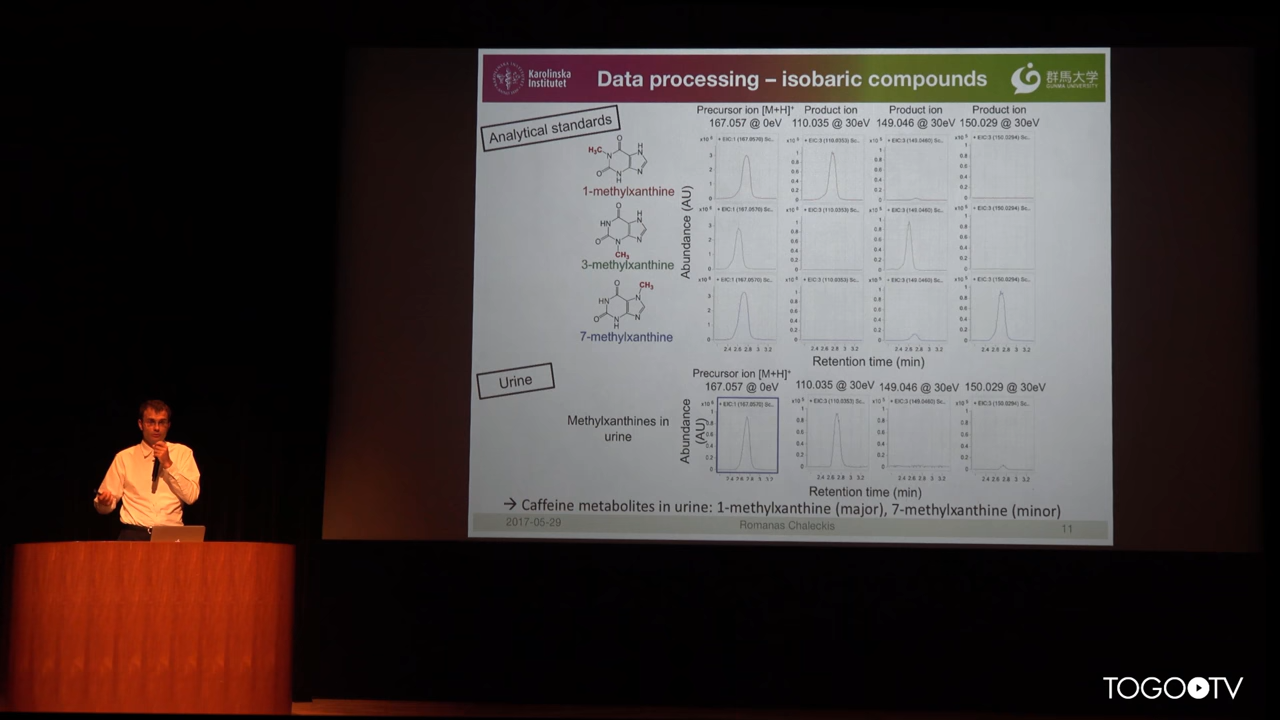 Karolinska
Institutet
Data processing – isobaric compounds
群馬大学
GUNMA UNIVERSITY
Analytical standards
Precursor ion [M+H]+
167.057 @ 0eV
Product ion
110.035 @ 30eV
Product ion
149.046 @ 30eV
Product ion
150.029 @ 30eV
1-methylxanthine
3-methylxanthine
7-methylxanthine
Abundance (AU)
Retention time (min)
Urine
Precursor ion [M+H]+
167.057 @ 0eV
110.035 @ 30eV
149.046 @ 30eV
150.029 @ 30eV
Methylxanthines in
urine
Abundance
(AU)
Retention time (min)
→ Caffeine metabolites in urine: 1-methylxanthine (major), 7-methylxanthine (minor)
2017-05-29
Romanas Chaleckis
11
TOGO TV